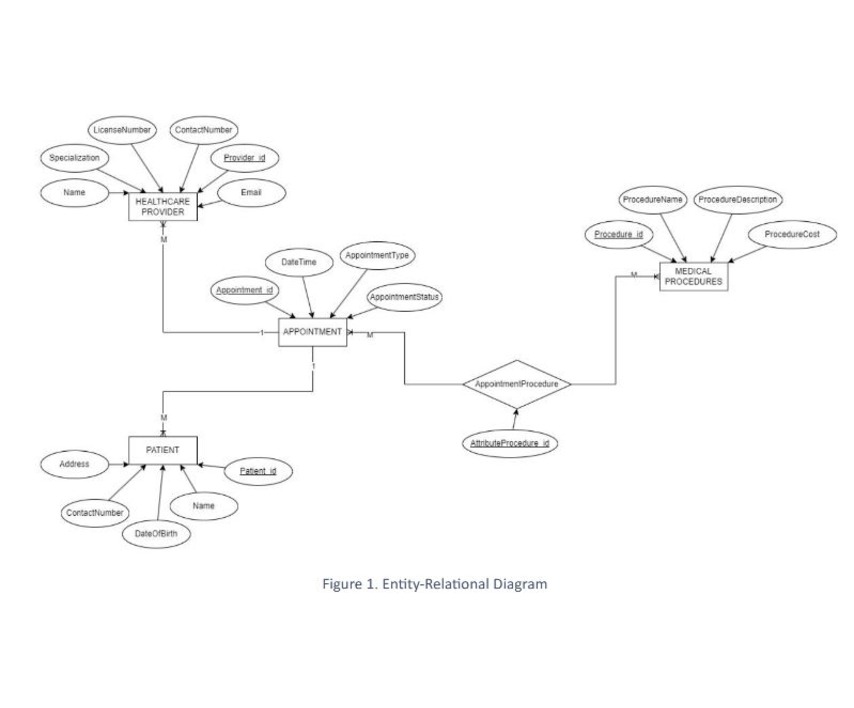 LicenseNumber
ContactNumber
Specialization
Provider_id
Name
Email
HEALTHCARE
PROVIDER
M
ProcedureName
ProcedureDescription
Procedure_id
ProcedureCost
MEDICAL
PROCEDURES
M
DateTime
AppointmentType
Appointment_id
AppointmentStatus
APPOINTMENT
1
M
1
AppointmentProcedure
AttributeProcedure_id
M
PATIENT
Address
Patient_id
ContactNumber
Name
DateOfBirth
Figure 1. Entity-Relational Diagram